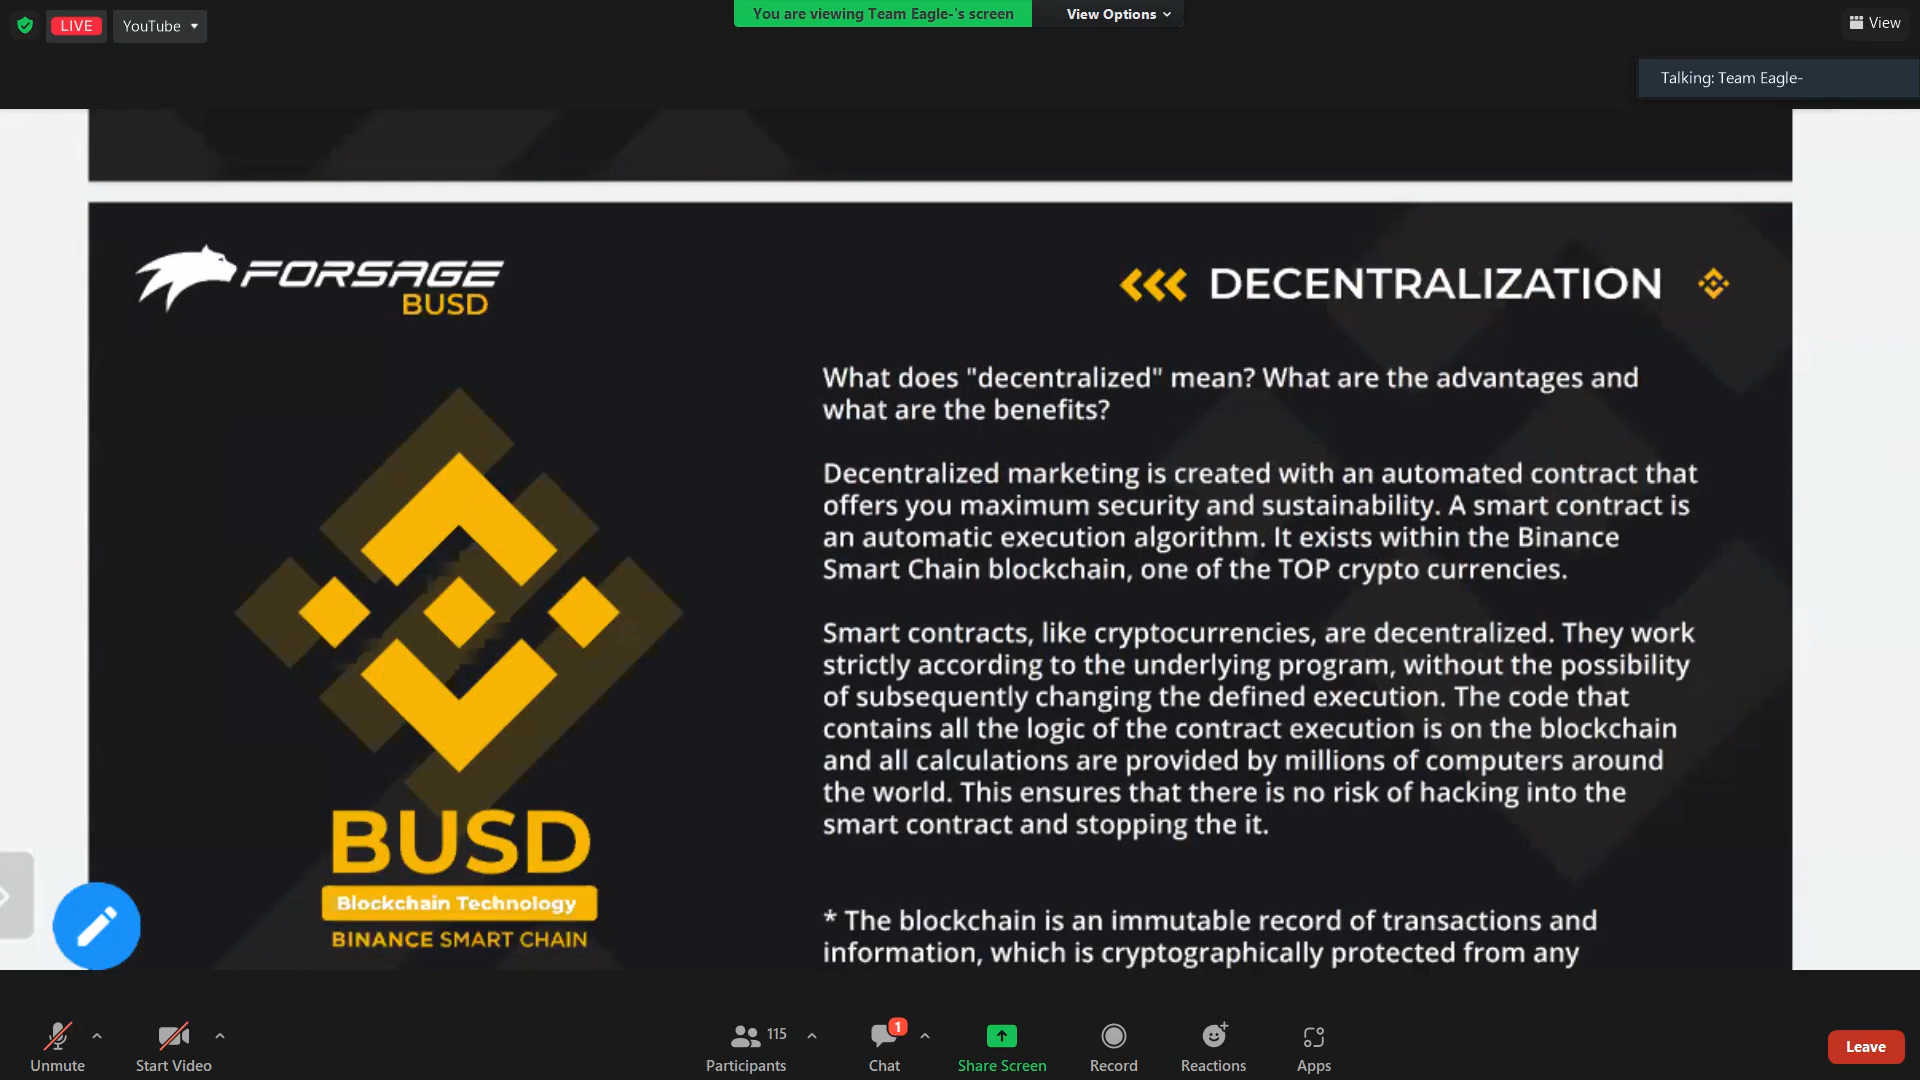 LIVE
YouTube
You are viewing Team Eagle-'s screen
View Options
View
Talking: Team Eagle-
FORSAGE
BUSD
DECENTRALIZATION
What does "decentralized" mean? What are the advantages and
what are the benefits?
Decentralized marketing is created with an automated contract that
offers you maximum security and sustainability. A smart contract is
an automatic execution algorithm. It exists within the Binance
Smart Chain blockchain, one of the TOP crypto currencies.
Smart contracts, like cryptocurrencies, are decentralized. They work
strictly according to the underlying program, without the possibility
of subsequently changing the defined execution. The code that
contains all the logic of the contract execution is on the blockchain
and all calculations are provided by millions of computers around
the world. This ensures that there is no risk of hacking into the
smart contract and stopping the it.
* The blockchain is an immutable record of transactions and
information, which is cryptographically protected from any
BUSD
Blockchain Technology
BINANCE SMART CHAIN
Unmute
Start Video
115
Participants
1
Chat
Share Screen
Record
Reactions
Apps
Leave